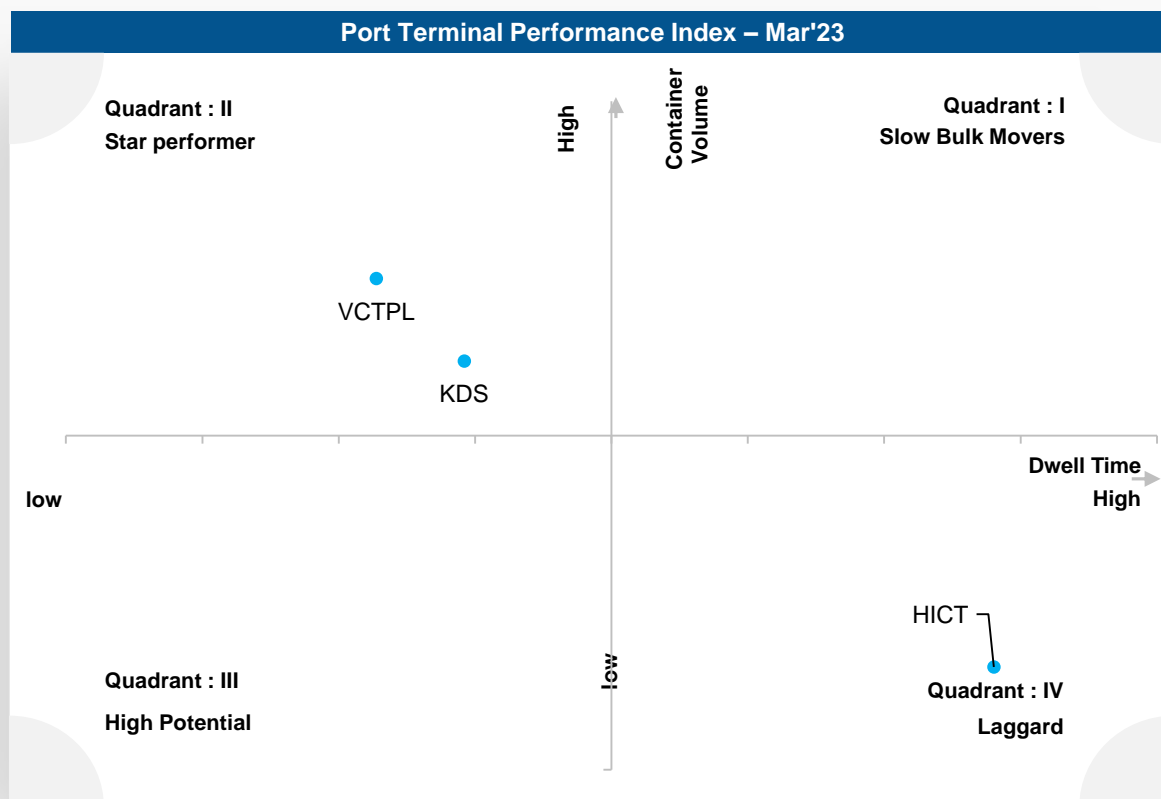 Port Terminal Performance Index – Mar'23
Quadrant : II
Star performer
High
Container
Volume
Quadrant : I
Slow Bulk Movers
VCTPL
KDS
Dwell Time
High
low
HICT
low
Quadrant : III
High Potential
Quadrant : IV
Laggard